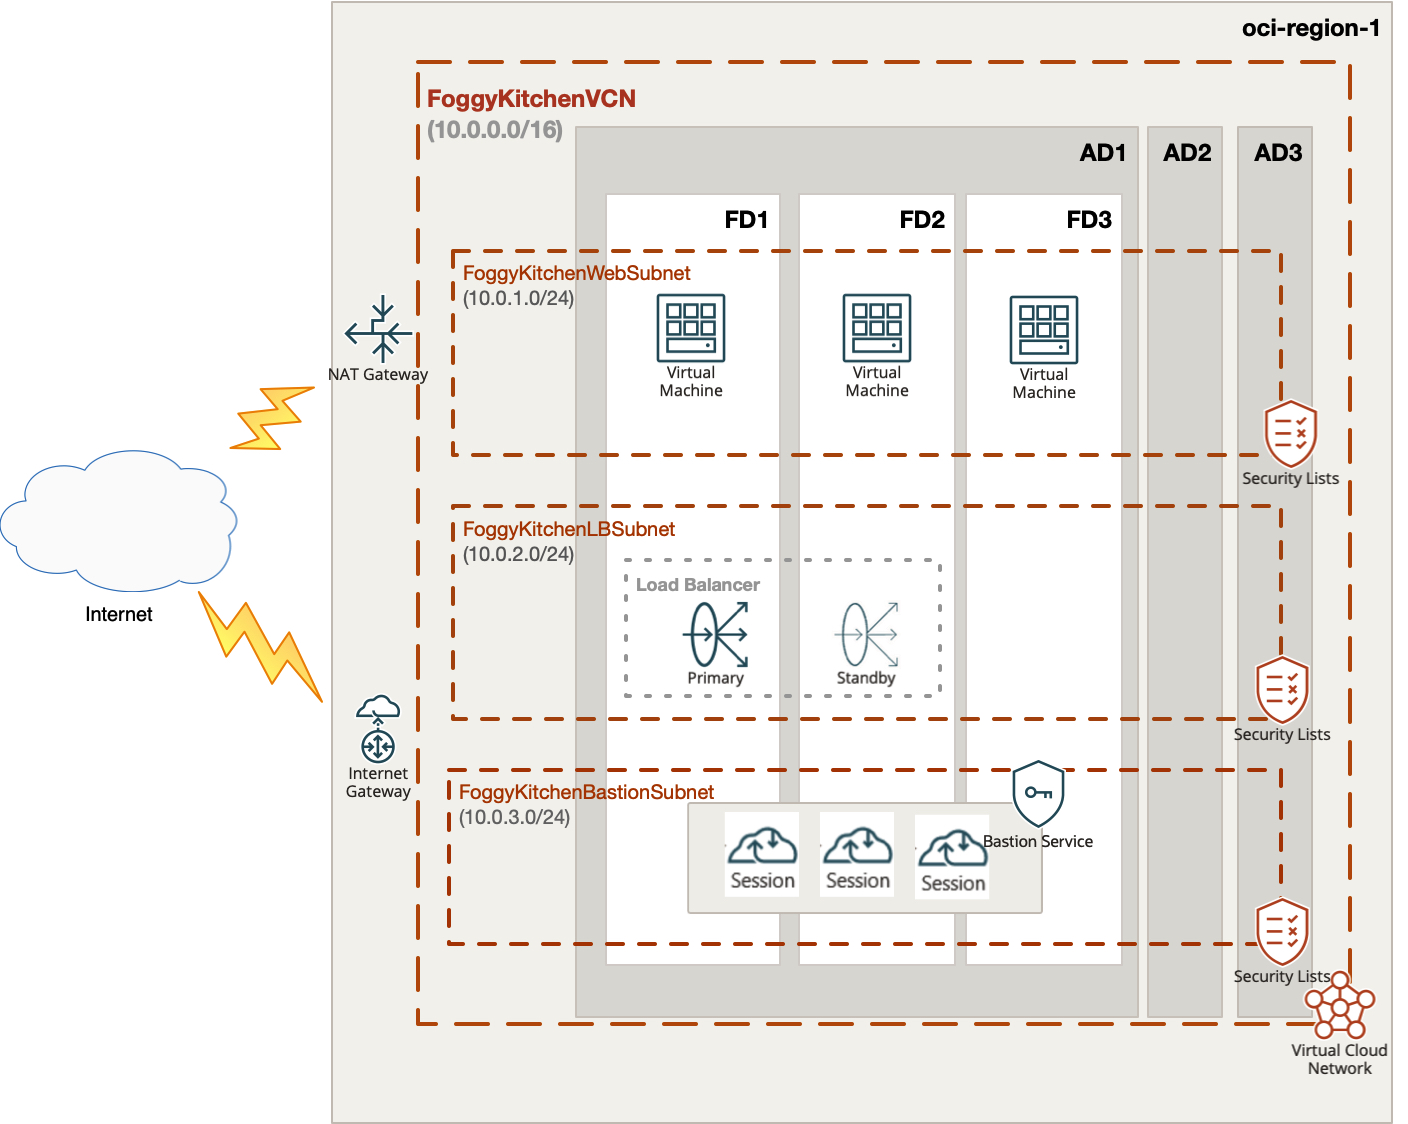 oci-region-1
FoggyKitchenVCN
(10.0.0.0/16)
AD1
AD2
AD3
FD1
FD2
FD3
FoggyKitchenWebSubnet
(10.0.1.0/24)
Virtual
Machine
Virtual
Machine
Virtual
Machine
NAT Gateway
Security Lists
FoggyKitchenLBSubnet
(10.0.2.0/24)
Load Balancer
Primary
Standby
Internet
Security Lists
Internet
Gateway
FoggyKitchenBastionSubnet
(10.0.3.0/24)
Bastion Service
Session
Session
Session
Security Lists
Virtual Cloud
Network